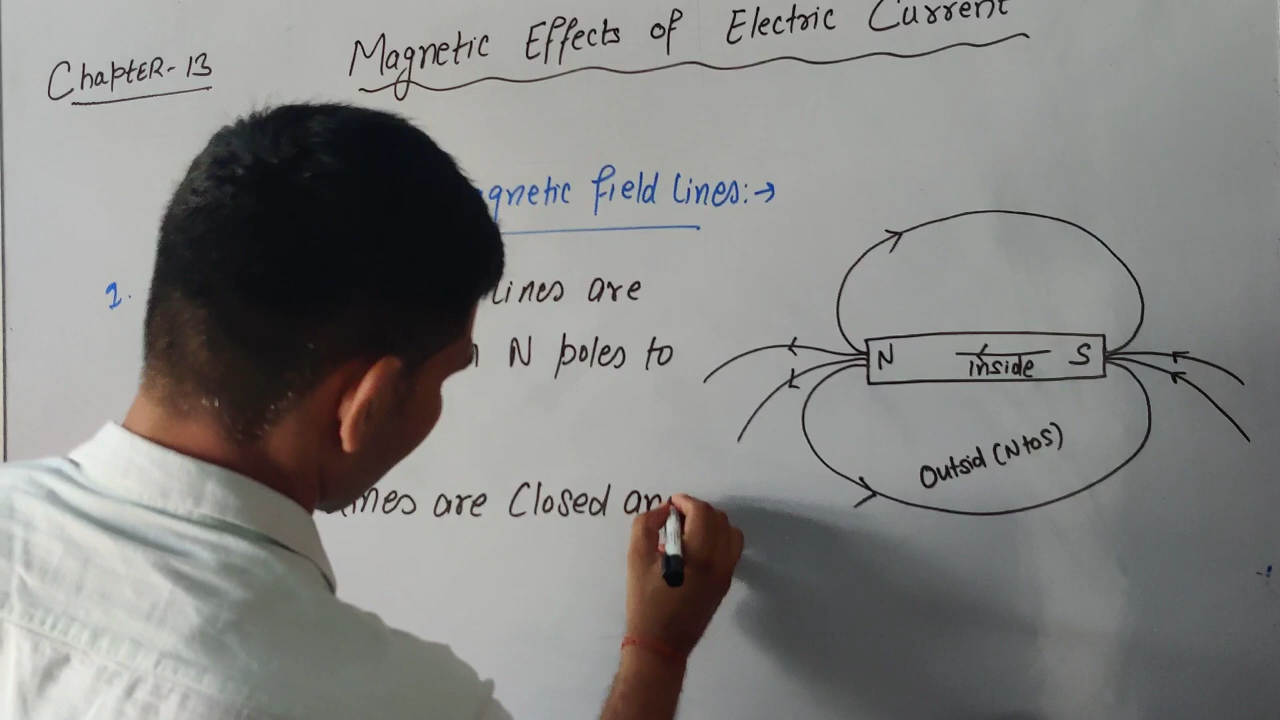 ChaptER-13
Magnetic Effects of Electric Current
gnetic field Lines:→
1.
Lines are
N poles to
Lines are Closed an
N inside S
Outsid (N to S)